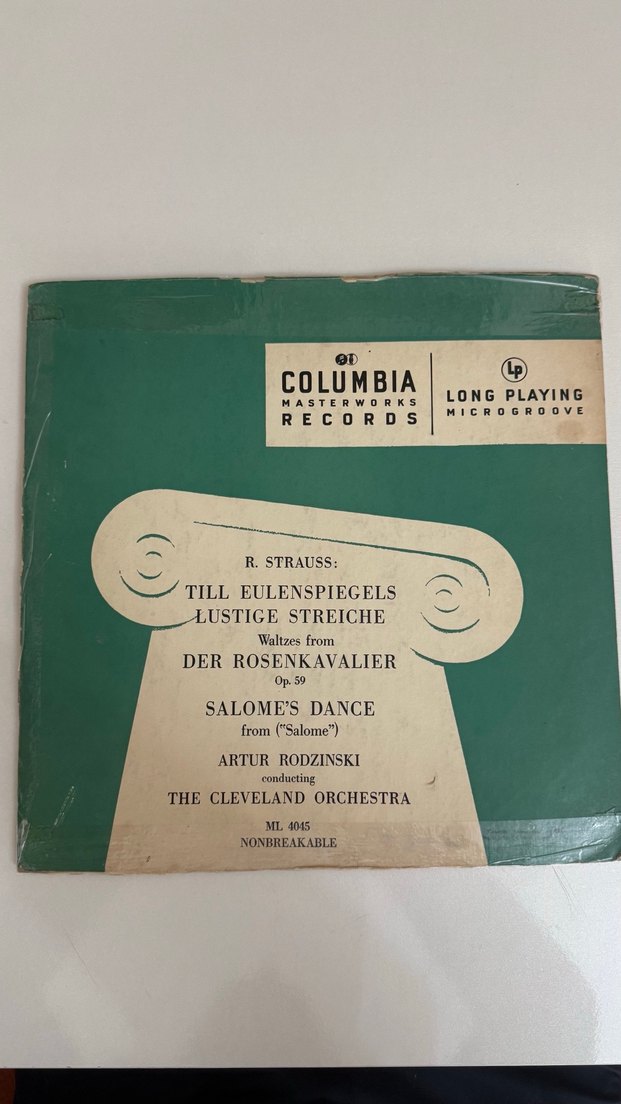 COLUMBIA
MASTERWORKS
RECORDS
LP
LONG PLAYING
MICROGROOVE
R. STRAUSS:
TILL EULENSPIEGELS
LUSTIGE STREICHE
Waltzes from
DER ROSENKAVALIER
Op. 59
SALOME'S DANCE
from ("Salome")
ARTUR RODZINSKI
conducting
THE CLEVELAND ORCHESTRA
ML 4045
NONBREAKABLE